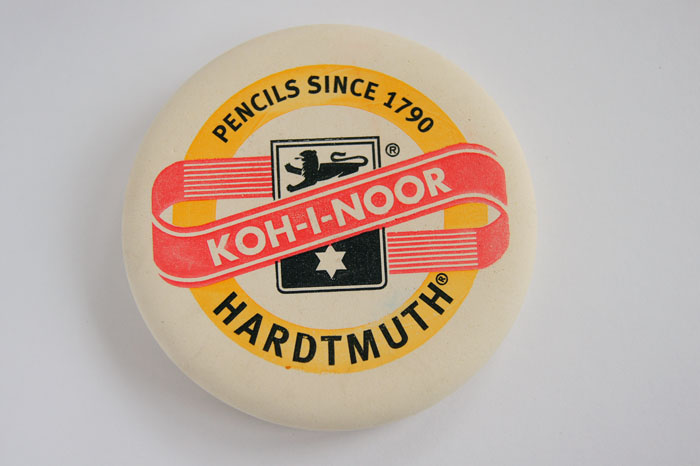 PENCILS SINCE 1790
®
KOH-I-NOOR
HARDTMUTH®